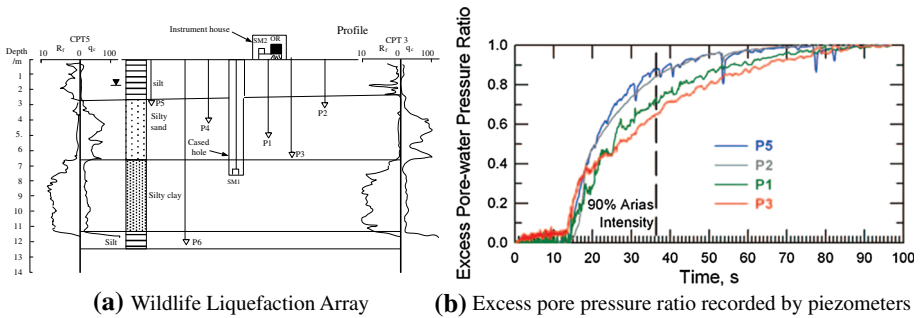 Instrument house
Profile
CPT5
SM2
OR
CPT 3
Rf
qc
Rf
qc
Depth
/m
10
0
100
10
0
100
1
2
3
4
5
6
7
8
9
10
11
12
13
14
silt
P5
Silty
sand
P4
P2
P1
Cased
hole
P3
SM1
Silty clay
Silt
P6
(a) Wildlife Liquefaction Array
Excess Pore-water Pressure Ratio
1.0
0.8
0.6
0.4
0.2
0.0
P5
P2
P1
P3
90% Arias
Intensity
0 10 20 30 40 50 60 70 80 90 100
Time, s
(b) Excess pore pressure ratio recorded by piezometers